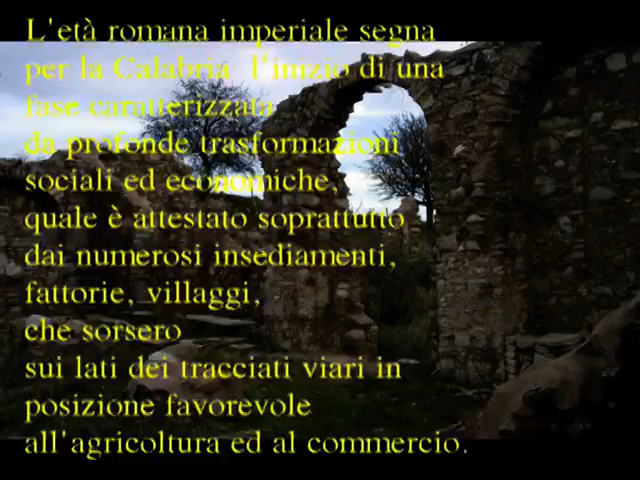 L'età romana imperiale segna
per la Calabria l'inizio di una
fase caratterizzata
da profonde trasformazioni
sociali ed economiche,
quale è attestato soprattutto
dai numerosi insediamenti,
fattorie, villaggi,
che sorsero
sui lati dei tracciati viari in
posizione favorevole
all'agricoltura ed al commercio.